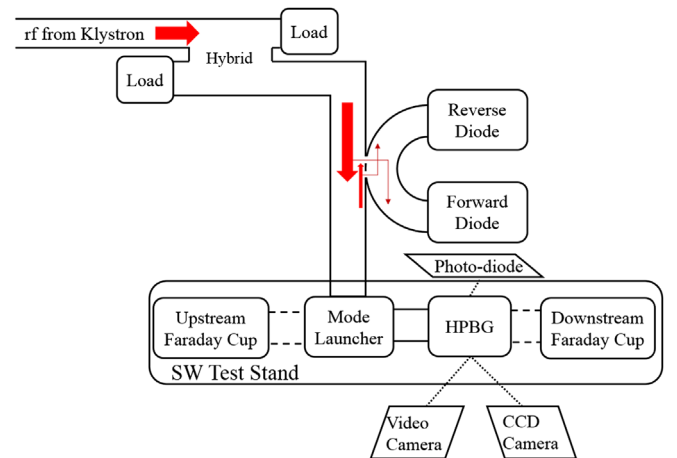 rf from Klystron
Load
Hybrid
Load
Reverse
Diode
Forward
Diode
Photo-diode
Upstream
Faraday Cup
Mode
Launcher
HPBG
Downstream
Faraday Cup
SW Test Stand
Video
Camera
CCD
Camera